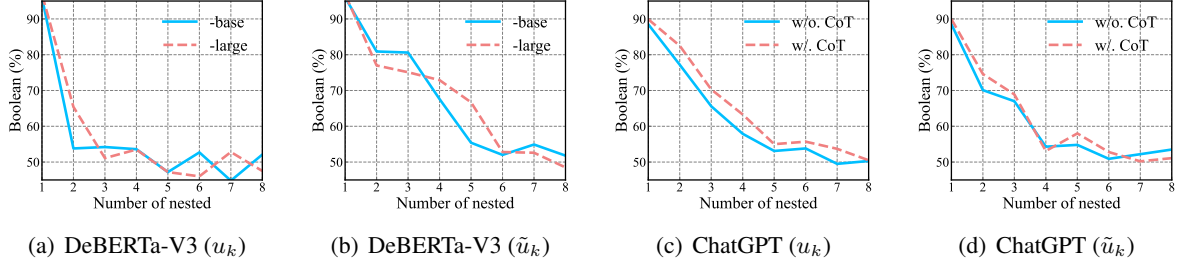 Boolean (%)
90
80
70
60
50
1 2 3 4 5 6 7 8
Number of nested
-base
-large
(a) DeBERTa-V3 (u_k)
Boolean (%)
90
80
70
60
50
1 2 3 4 5 6 7 8
Number of nested
-base
-large
(b) DeBERTa-V3 (ũ_k)
Boolean (%)
90
80
70
60
50
1 2 3 4 5 6 7 8
Number of nested
w/o. CoT
w/. CoT
(c) ChatGPT (u_k)
Boolean (%)
90
80
70
60
50
1 2 3 4 5 6 7 8
Number of nested
w/o. CoT
w/. CoT
(d) ChatGPT (ũ_k)